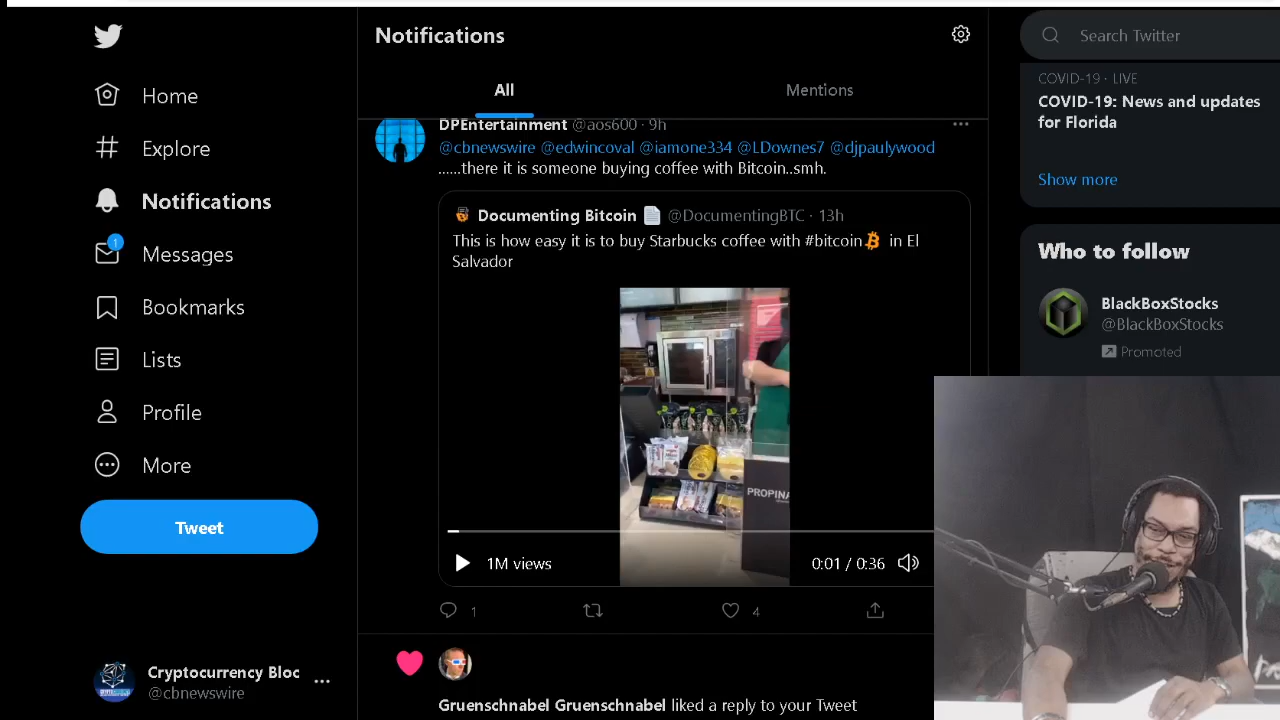 Notifications
All
Mentions
Home
Explore
Notifications
1
Messages
Bookmarks
Lists
Profile
More
Tweet
Cryptocurrency Bloc
@cbnewswire
DPEntertainment @aos600 · 9h
@cbnewswire @edwincoval @iamone334 @LDownes7 @djpaulywood
......there it is someone buying coffee with Bitcoin..smh.
Documenting Bitcoin @DocumentingBTC · 13h
This is how easy it is to buy Starbucks coffee with #bitcoin in El
Salvador
PROPINA
1M views
0:01 / 0:36
1
4
Gruenschnabel Gruenschnabel liked a reply to your Tweet
Search Twitter
COVID-19 · LIVE
COVID-19: News and updates
for Florida
Show more
Who to follow
BlackBoxStocks
@BlackBoxStocks
Promoted